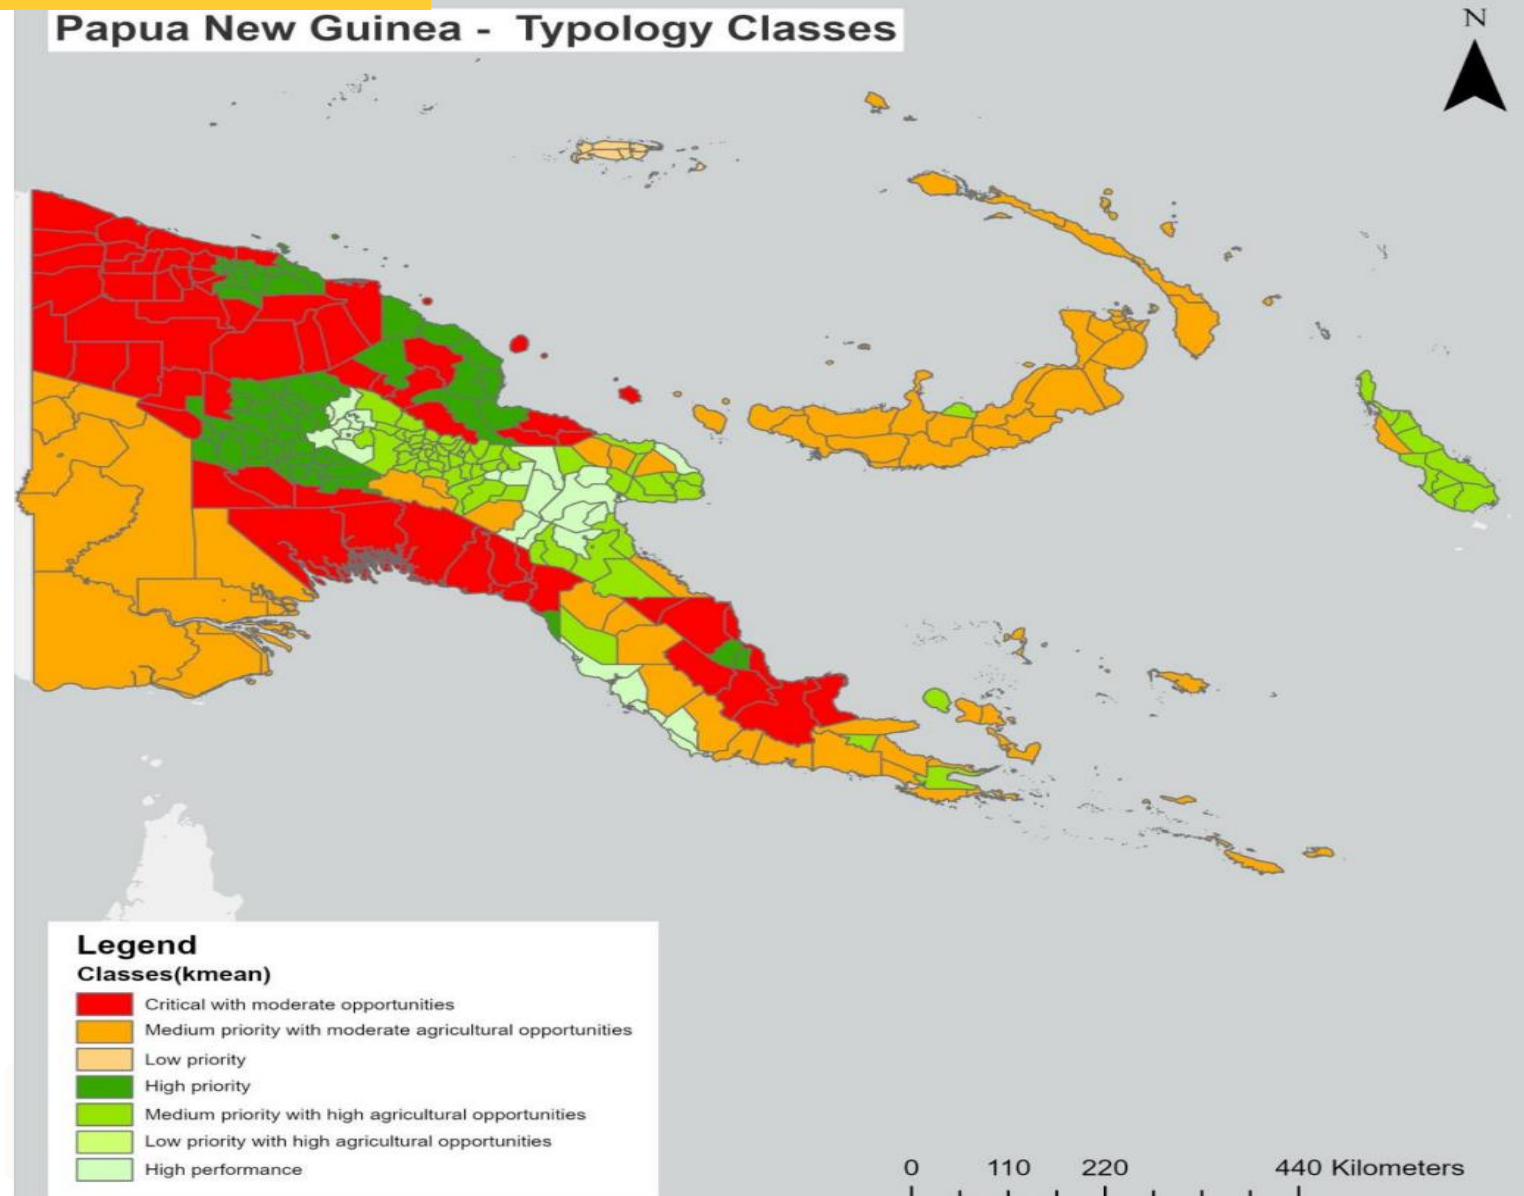 Papua New Guinea - Typology Classes
N
Legend
Classes(kmean)
Critical with moderate opportunities
Medium priority with moderate agricultural opportunities
Low priority
High priority
Medium priority with high agricultural opportunities
Low priority with high agricultural opportunities
High performance
0 110 220 440 Kilometers